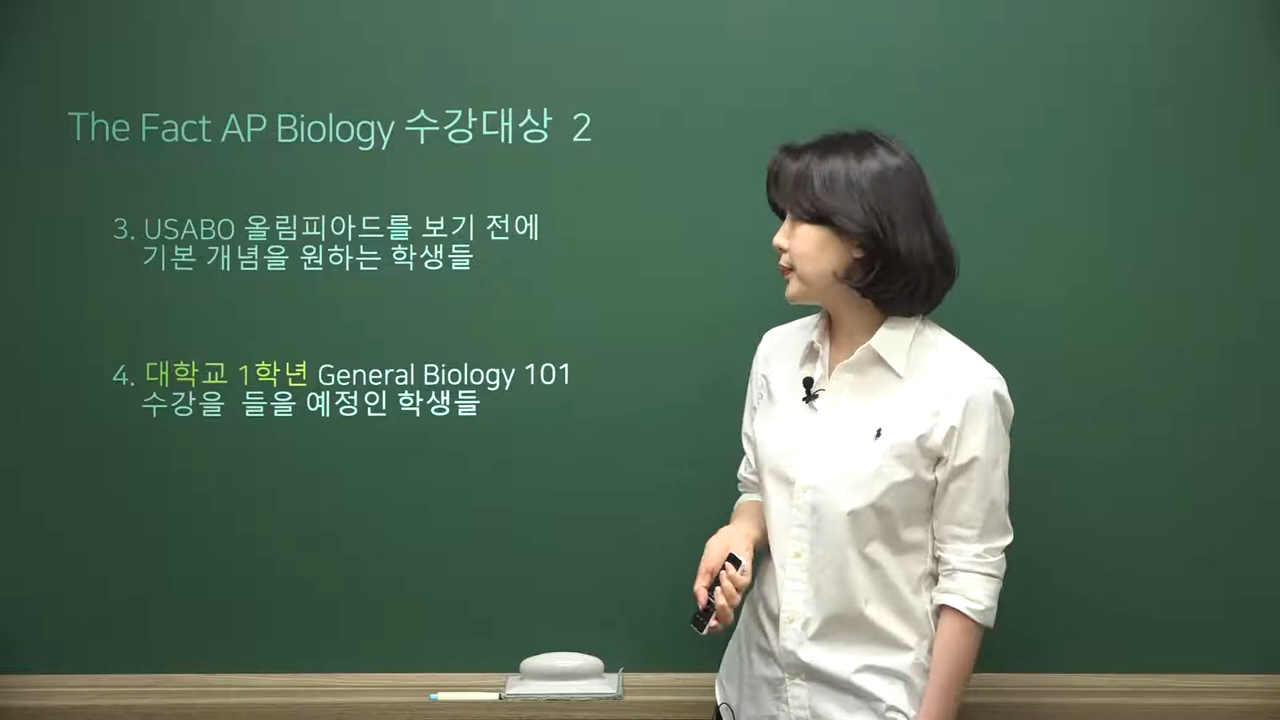 The Fact AP Biology 수강대상 2
3. USABO 올림피아드를 보기 전에
기본 개념을 원하는 학생들
4. 대학교 1학년 General Biology 101
수강을 들을 예정인 학생들